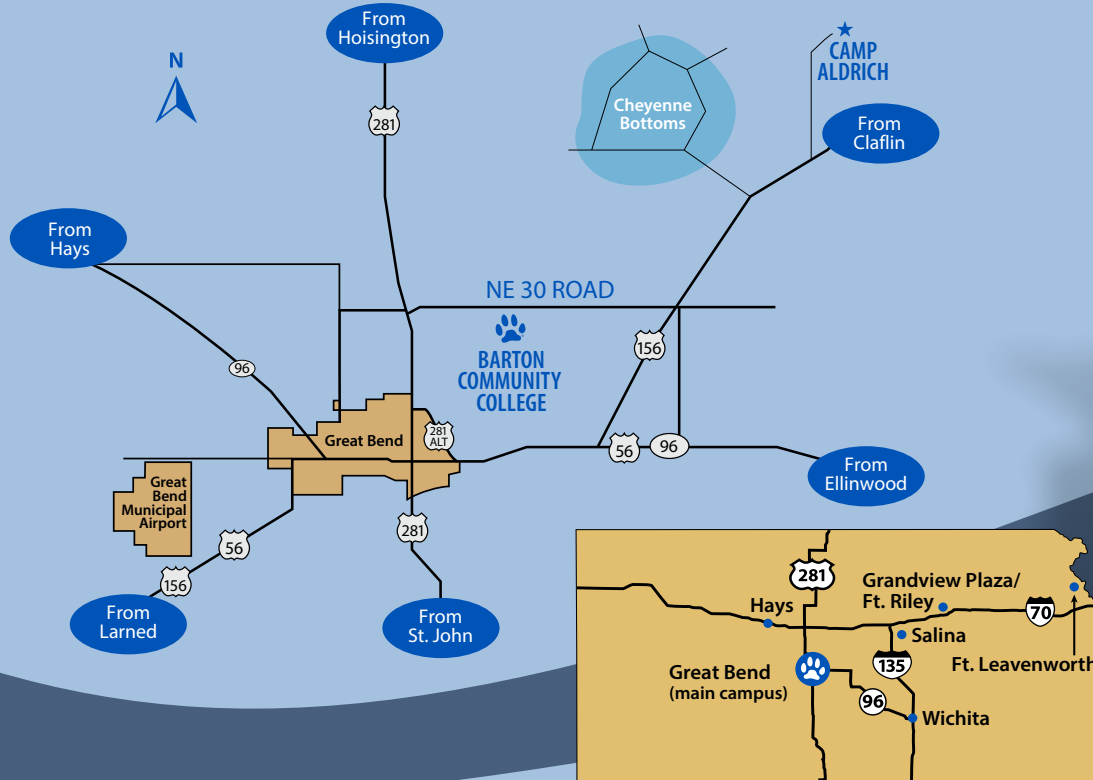 From
Hoisington
N
CAMP
ALDRICH
281
Cheyenne
Bottoms
From
Claflin
From
Hays
NE 30 ROAD
156
BARTON
COMMUNITY
COLLEGE
96
Great Bend
281
ALT
56
96
From
Ellinwood
Great
Bend
Municipal
Airport
281
56
156
From
Larned
From
St. John
281
Grandview Plaza/
Ft. Riley
Hays
70
Salina
135
Ft. Leavenworth
Great Bend
(main campus)
96
Wichita